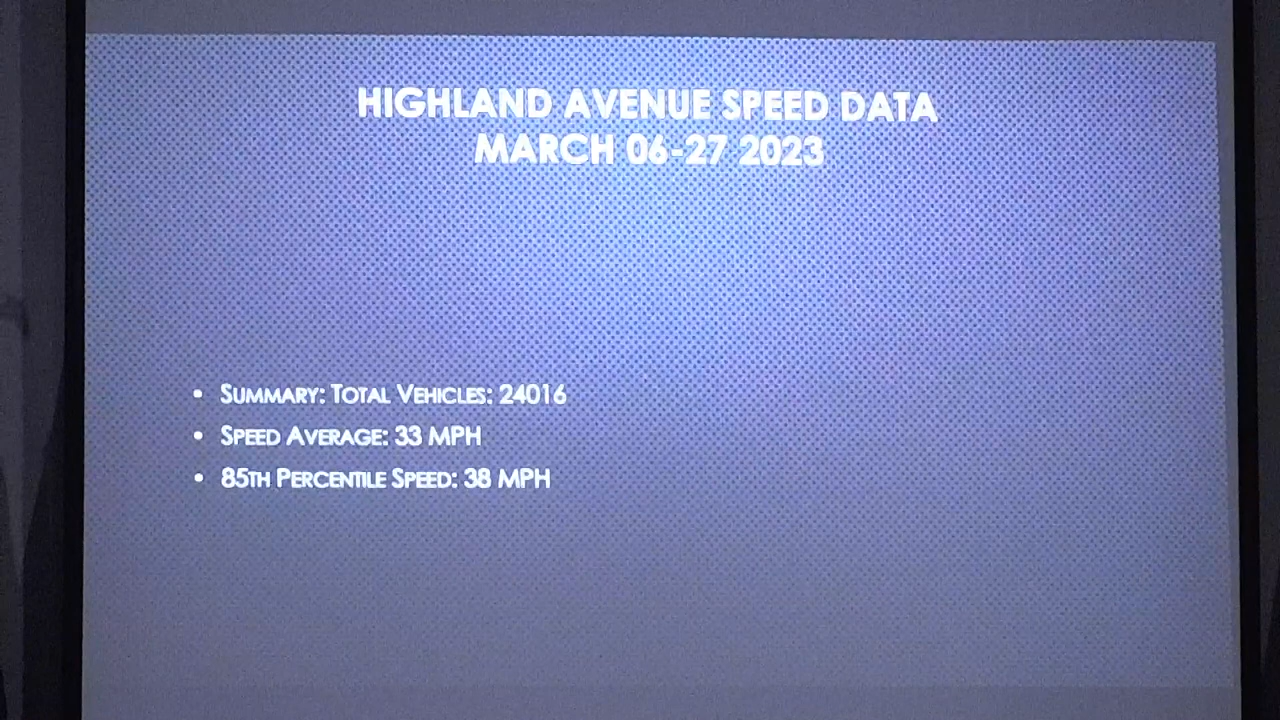 HIGHLAND AVENUE SPEED DATA
MARCH 06-27 2023
• SUMMARY: TOTAL VEHICLES: 24016
• SPEED AVERAGE: 33 MPH
• 85TH PERCENTILE SPEED: 38 MPH